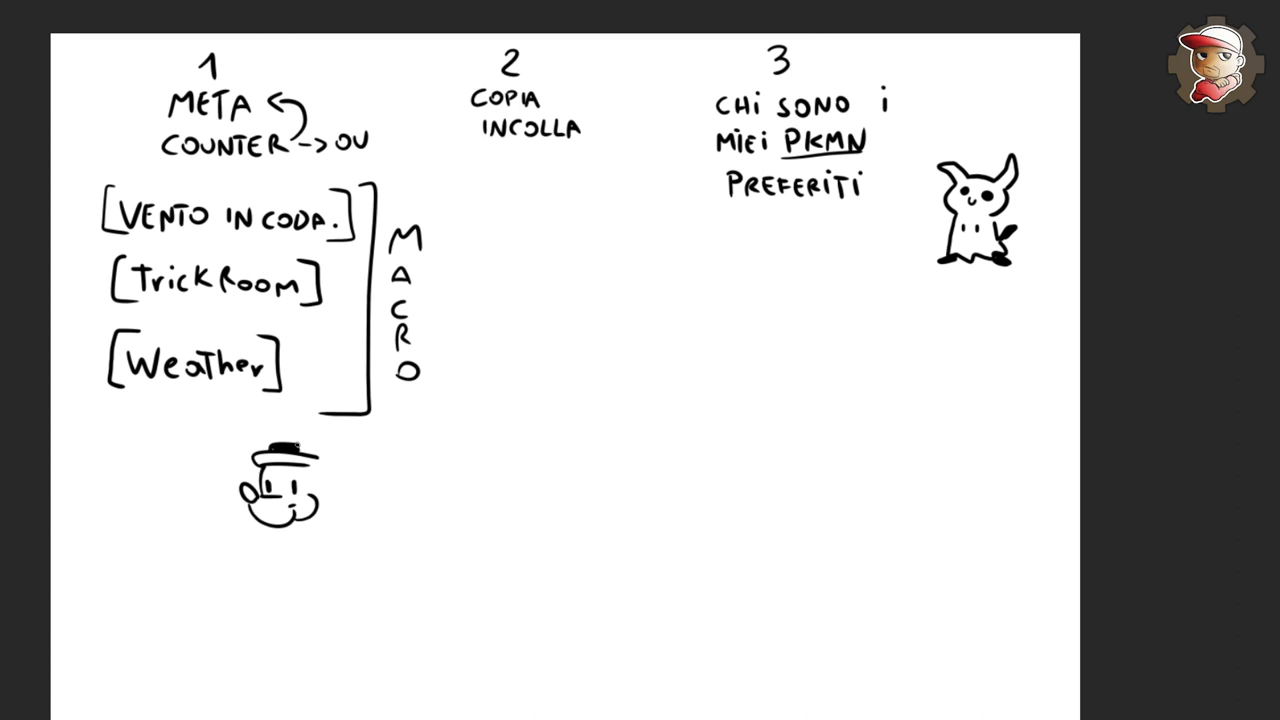 1
META
COUNTER --> OU
[VENTO IN CODA.]
[TrickRoom]
[Weather]
MACRO
2
COPIA
INCOLLA
3
CHi SONO i
MiEi PKMN
PREFERiTi